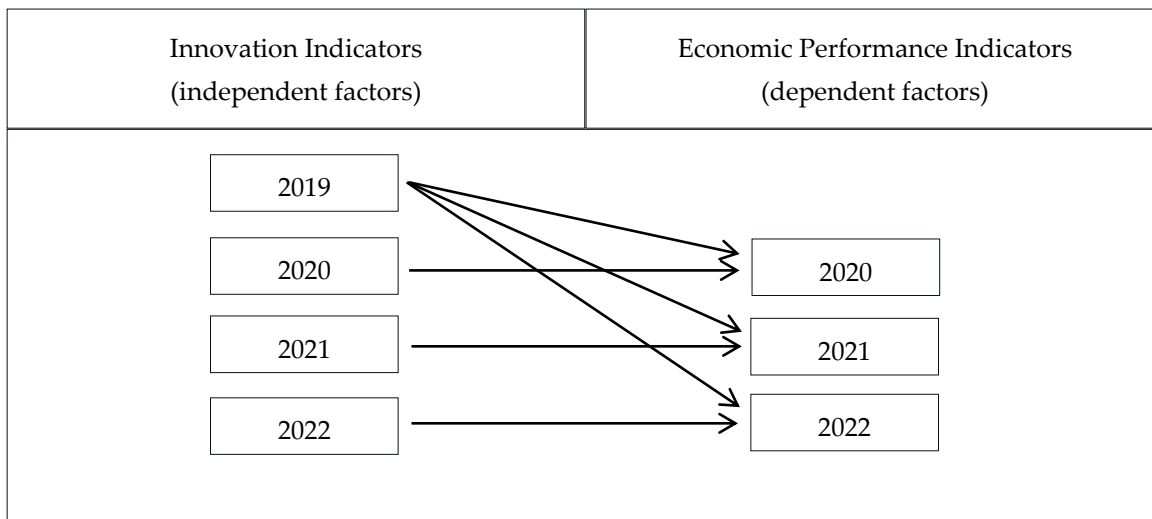 Innovation Indicators
(independent factors)
Economic Performance Indicators
(dependent factors)
2019
2020
2021
2022
2020
2021
2022